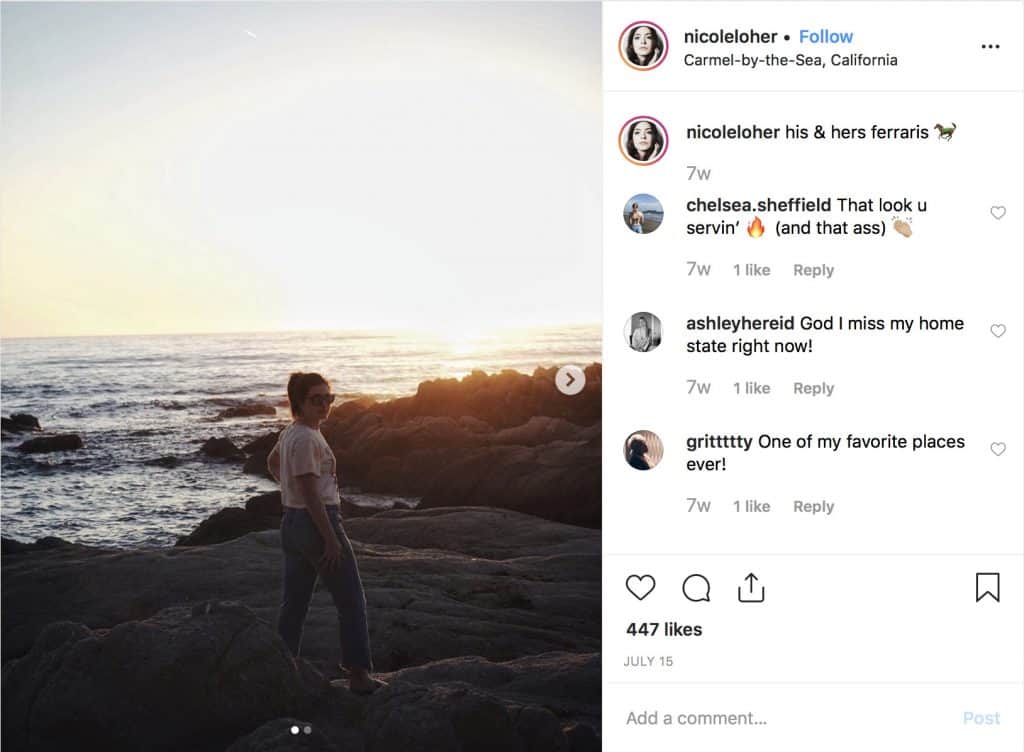 nicoleloher • Follow
Carmel-by-the-Sea, California
nicoleloher his & hers ferraris 🐎
7w
chelsea.sheffield That look u
servin’ 🔥 (and that ass) 👏🏼
7w 1 like Reply
ashleyhereid God I miss my home
state right now!
7w 1 like Reply
grittttty One of my favorite places
ever!
7w 1 like Reply
447 likes
JULY 15
Add a comment... Post